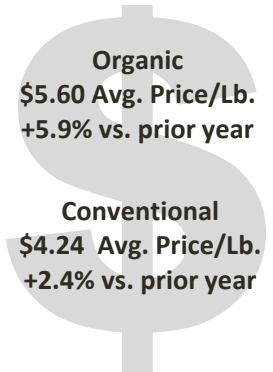 Organic
$5.60 Avg. Price/Lb.
+5.9% vs. prior year
Conventional
$4.24 Avg. Price/Lb.
+2.4% vs. prior year